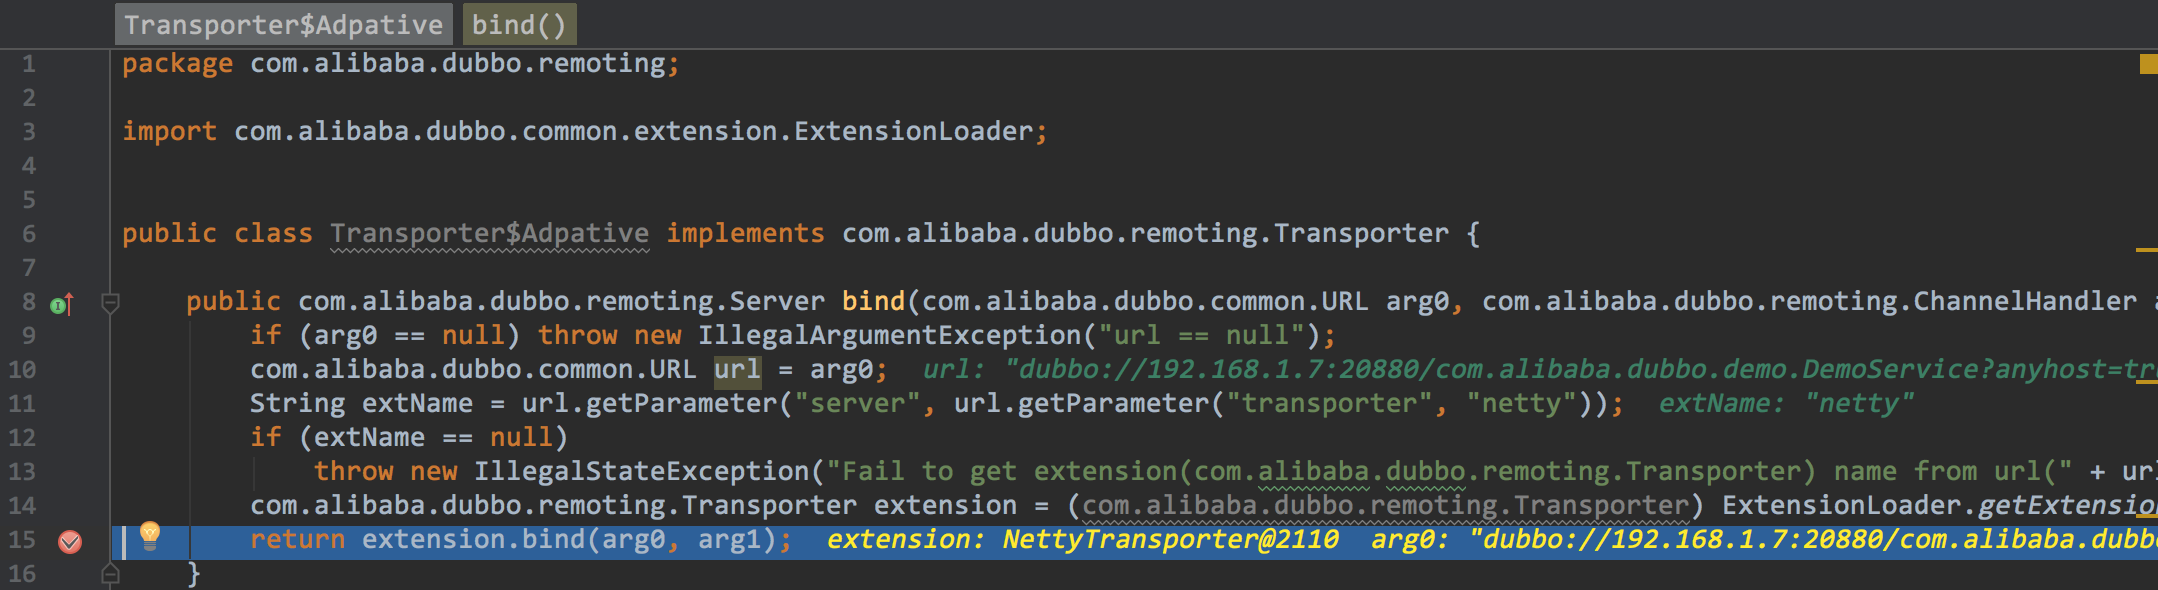 Transporter$Adpative bind()
1 package com.alibaba.dubbo.remoting;
2
3 import com.alibaba.dubbo.common.extension.ExtensionLoader;
4
5
6 public class Transporter$Adpative implements com.alibaba.dubbo.remoting.Transporter {
7
8 public com.alibaba.dubbo.remoting.Server bind(com.alibaba.dubbo.common.URL arg0, com.alibaba.dubbo.remoting.ChannelHandler
9 if (arg0 == null) throw new IllegalArgumentException("url == null");
10 com.alibaba.dubbo.common.URL url = arg0; url: "dubbo://192.168.1.7:20880/com.alibaba.dubbo.demo.DemoService?anyhost=tr
11 String extName = url.getParameter("server", url.getParameter("transporter", "netty")); extName: "netty"
12 if (extName == null)
13 throw new IllegalStateException("Fail to get extension(com.alibaba.dubbo.remoting.Transporter) name from url(" + url
14 com.alibaba.dubbo.remoting.Transporter extension = (com.alibaba.dubbo.remoting.Transporter) ExtensionLoader.getExtensio
15 return extension.bind(arg0, arg1); extension: NettyTransporter@2110 arg0: "dubbo://192.168.1.7:20880/com.alibaba.dubb
16 }